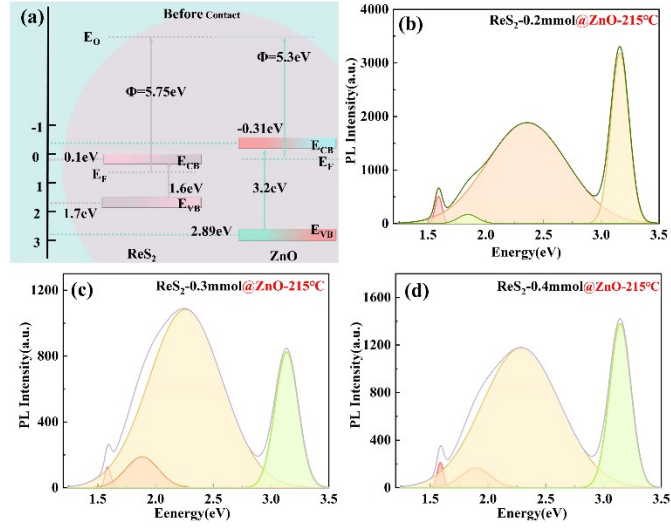 (a)
Before Contact
E_O
Φ=5.75eV
Φ=5.3eV
-1
0
1
2
3
-0.31eV
E_CB
0.1eV
E_CB
E_F
E_F
1.6eV
3.2eV
1.7eV
E_VB
2.89eV
E_VB
ReS2
ZnO
(b)
ReS2-0.2mmol@ZnO-215℃
PL Intensity(a.u.)
4000
3000
2000
1000
0
1.5 2.0 2.5 3.0 3.5
Energy(eV)
(c)
ReS2-0.3mmol@ZnO-215℃
PL Intensity(a.u.)
1200
800
400
0
1.5 2.0 2.5 3.0 3.5
Eenergy(eV)
(d)
ReS2-0.4mmol@ZnO-215℃
PL Intensity(a.u.)
1600
1200
800
400
0
1.5 2.0 2.5 3.0 3.5
Energy(eV)